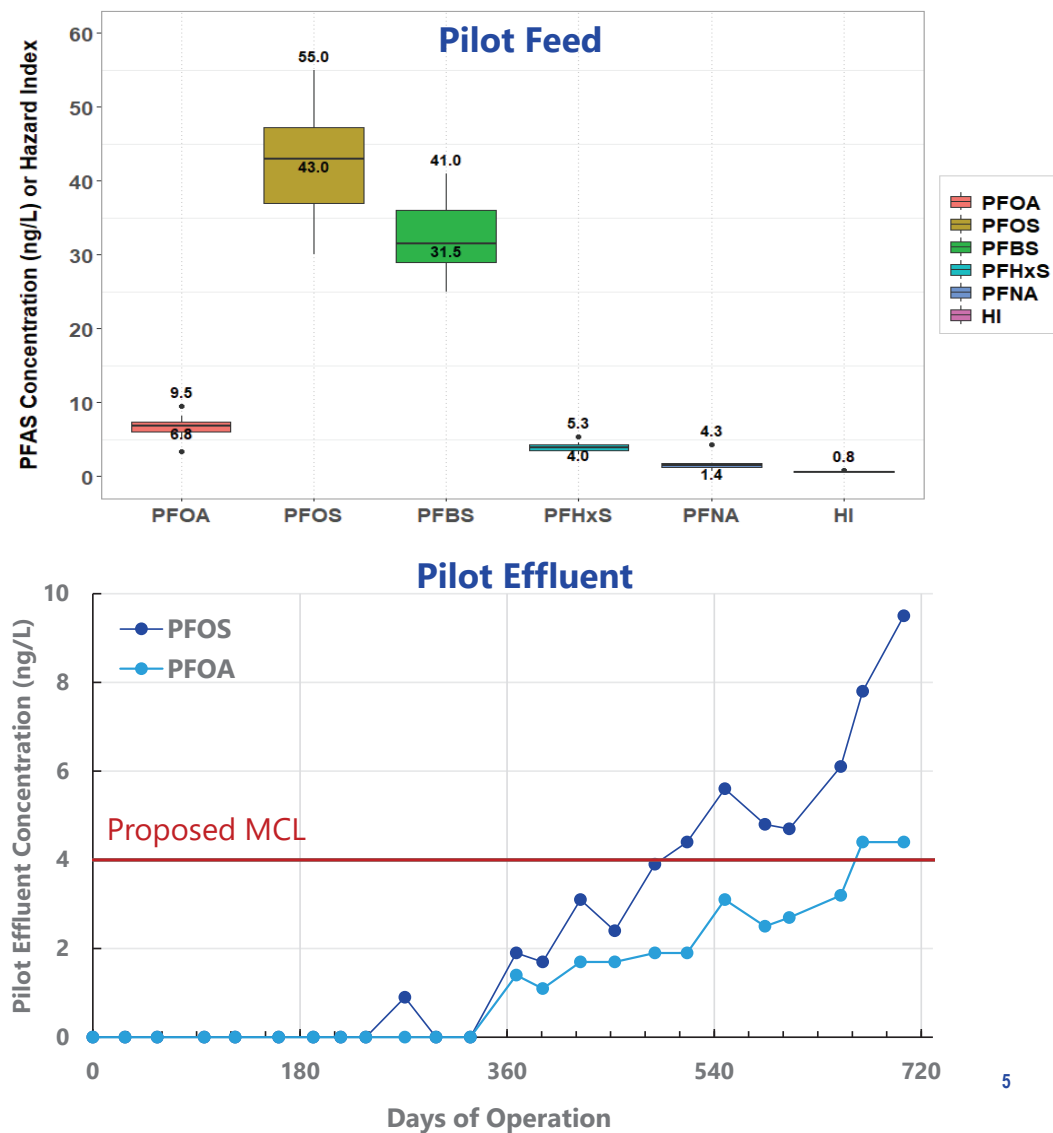 Pilot Feed
PFAS Concentration (ng/L) or Hazard Index
60
50
40
30
20
10
0
55.0
43.0
41.0
31.5
9.5
6.8
5.3
4.0
4.3
1.4
0.8
PFOA
PFOS
PFBS
PFHxS
PFNA
HI
PFOA
PFOS
PFBS
PFHxS
PFNA
HI
Pilot Effluent
Pilot Effluent Concentration (ng/L)
10
8
6
4
2
0
PFOS
PFOA
Proposed MCL
0
180
360
540
720
Days of Operation
5